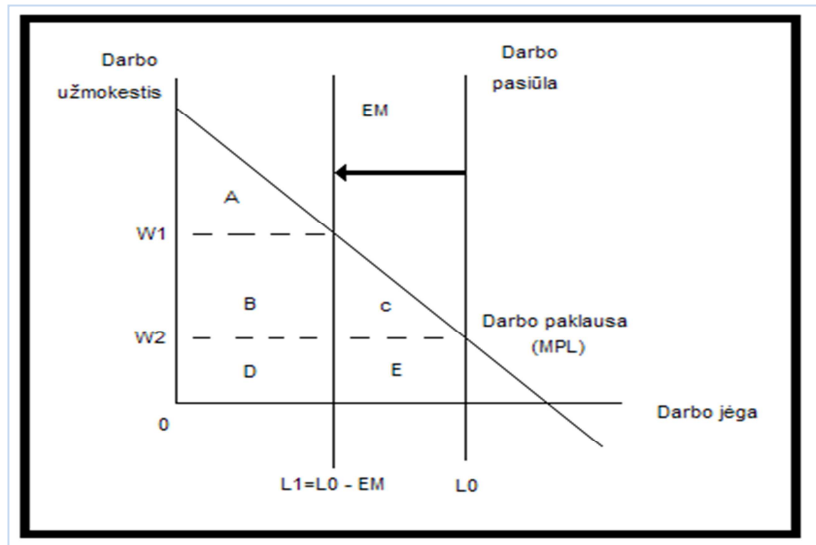 Darbo
užmokestis
Darbo
pasiūla
EM
A
W1
B
c
W2
Darbo paklausa
(MPL)
D
E
0
Darbo jėga
L1=L0 - EM
L0